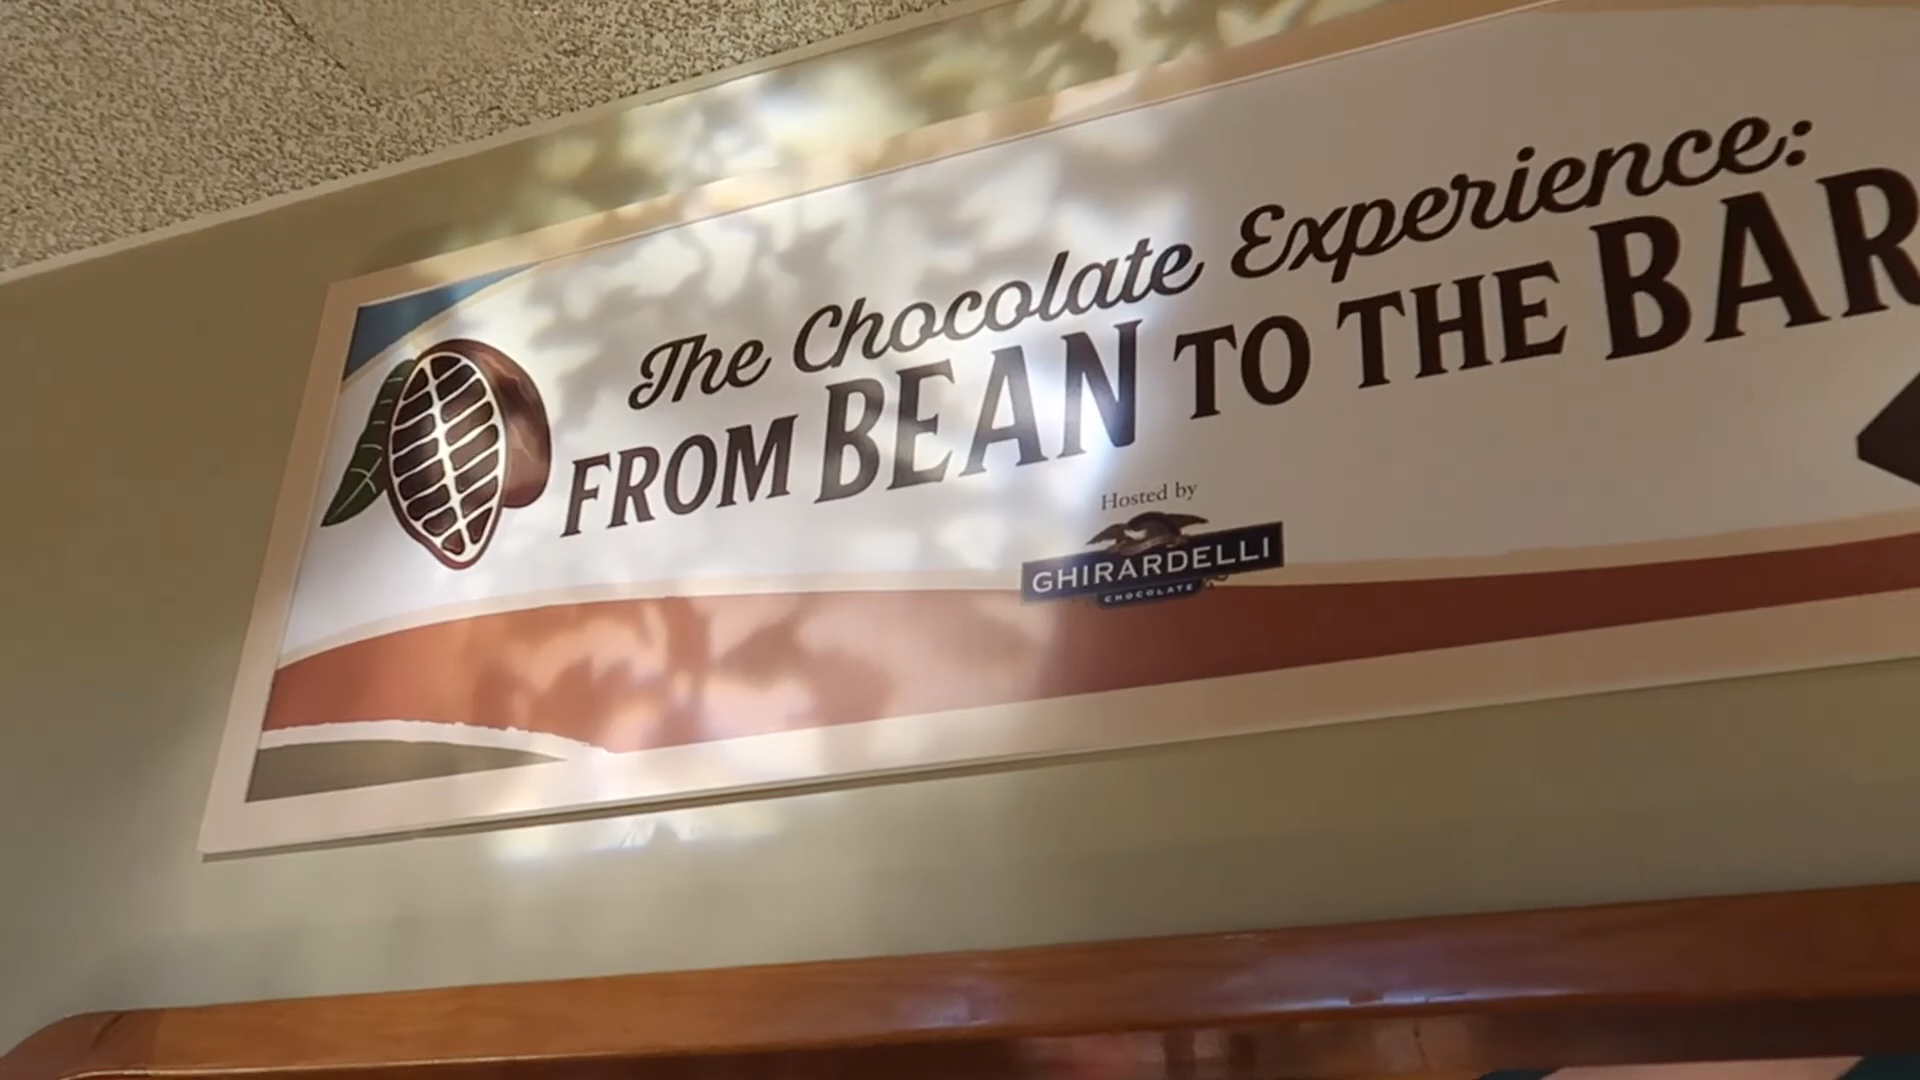 The Chocolate Experience:
FROM BEAN TO THE BAR
Hosted by
GHIRARDELLI
CHOCOLATE